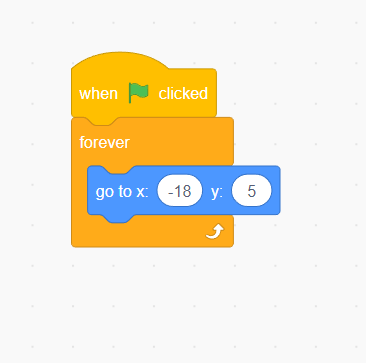 when clicked
forever
go to x: -18 y: 5